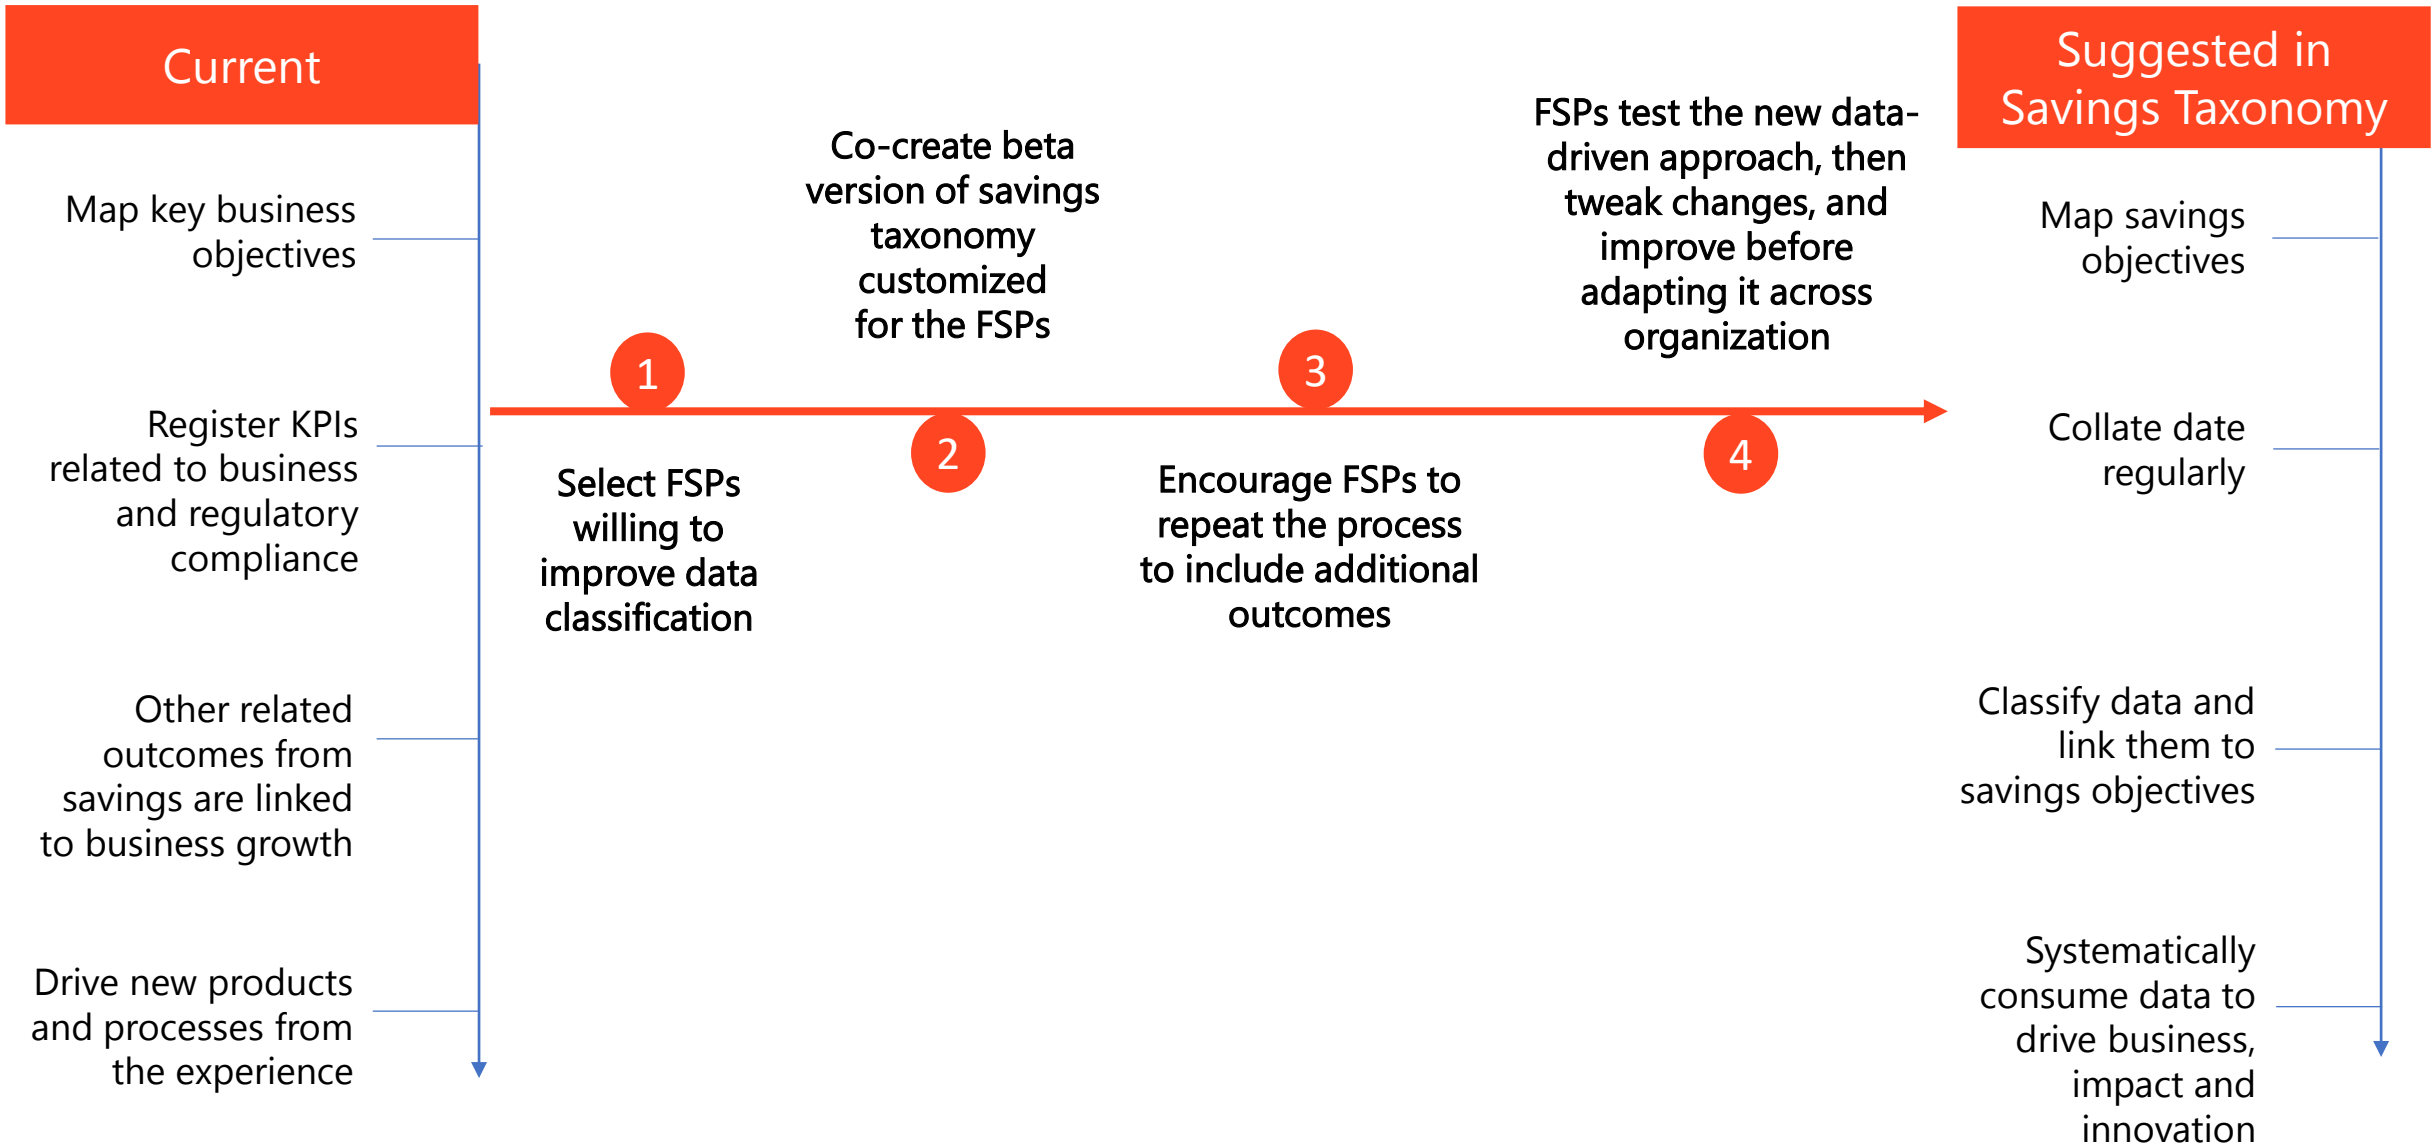 Current
Map key business
objectives
Register KPIs
related to business
and regulatory
compliance
Other related
outcomes from
savings are linked
to business growth
Drive new products
and processes from
the experience
1
Select FSPs
willing to
improve data
classification
Co-create beta
version of savings
taxonomy
customized
for the FSPs
2
3
Encourage FSPs to
repeat the process
to include additional
outcomes
FSPs test the new data-
driven approach, then
tweak changes, and
improve before
adapting it across
organization
4
Suggested in
Savings Taxonomy
Map savings
objectives
Collate date
regularly
Classify data and
link them to
savings objectives
Systematically
consume data to
drive business,
impact and
innovation